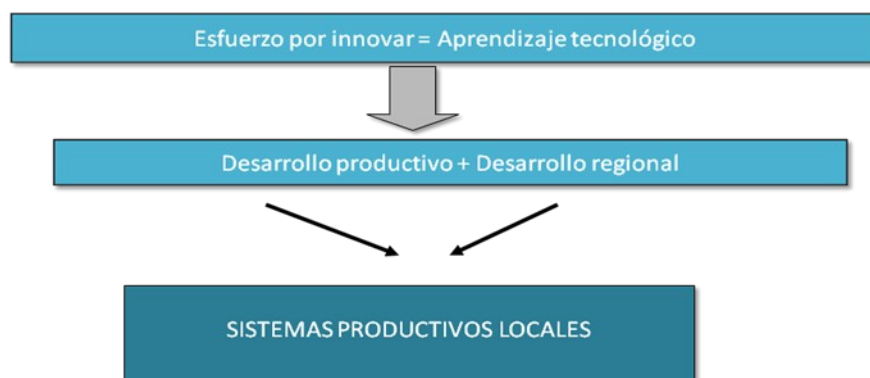 Esfuerzo por innovar = Aprendizaje tecnológico
Desarrollo productivo + Desarrollo regional
SISTEMAS PRODUCTIVOS LOCALES